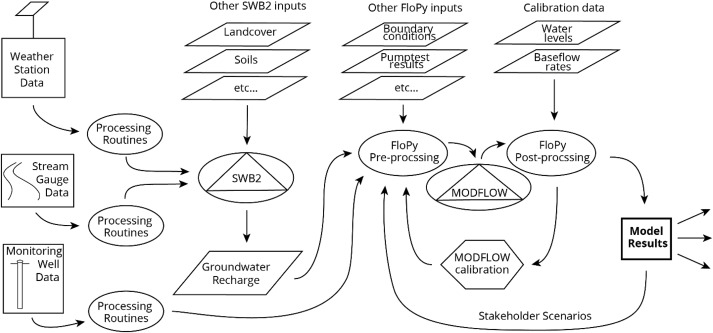 Other SWB2 inputs
Other FloPy inputs
Calibration data
Landcover
Soils
etc...
Boundary
conditions
Pumptest
results
etc...
Water
levels
Baseflow
rates
Weather
Station
Data
Processing
Routines
Stream
Gauge
Data
Processing
Routines
SWB2
FloPy
Pre-procssing
MODFLOW
FloPy
Post-procssing
Monitoring
Well
Data
Processing
Routines
Groundwater
Recharge
MODFLOW
calibration
Model
Results
Stakeholder Scenarios